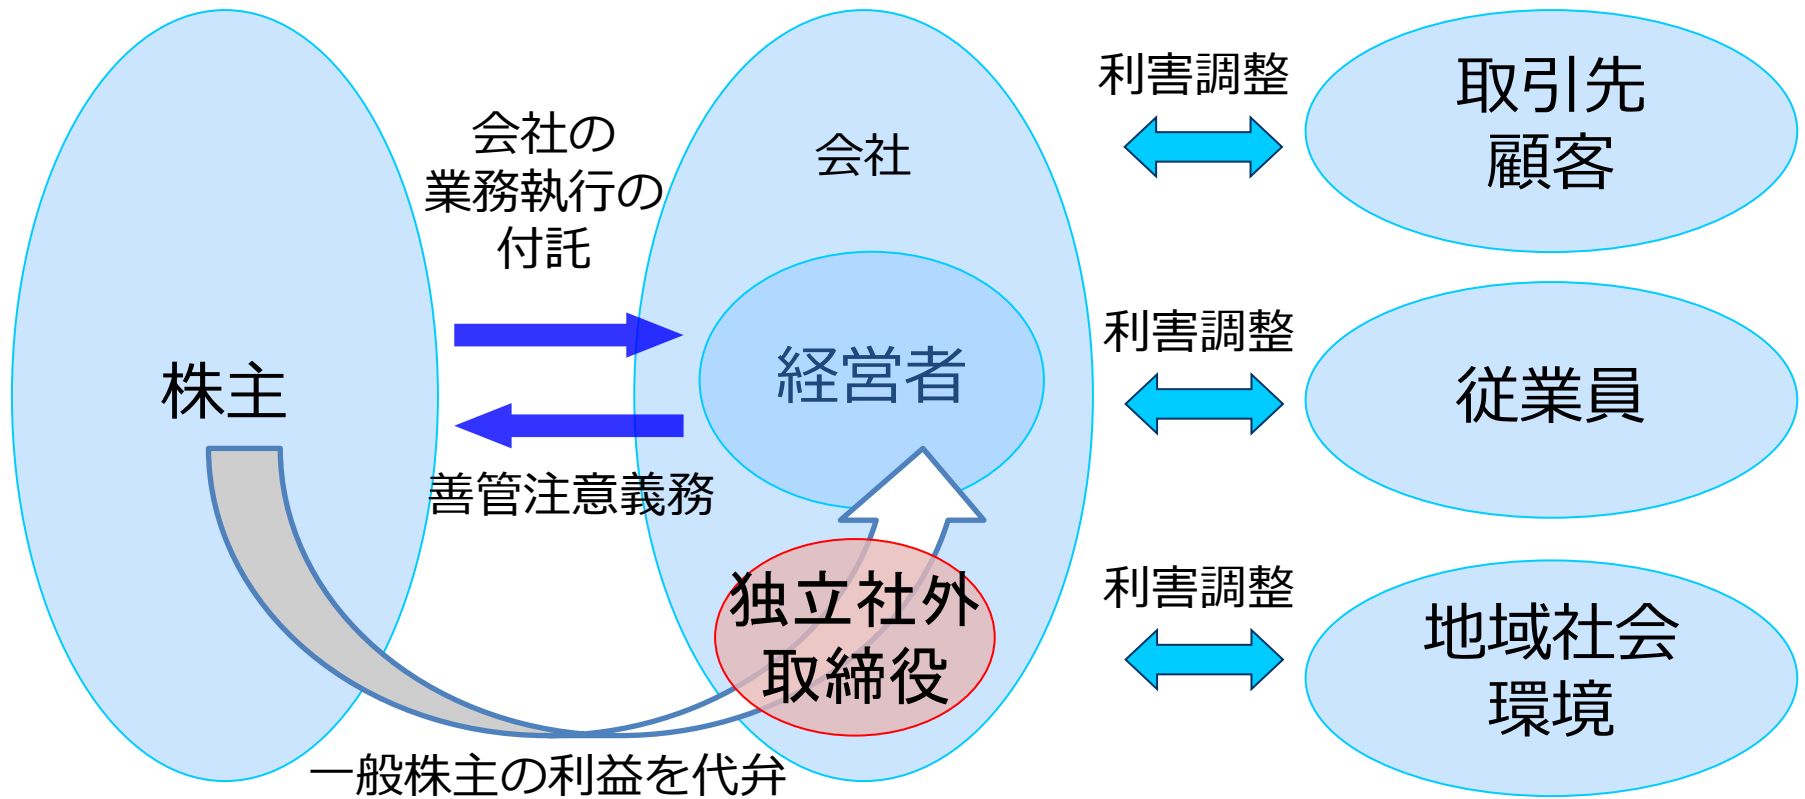 株主
会社の
業務執行の
付託
善管注意義務
一般株主の利益を代弁
会社
経営者
独立社外
取締役
利害調整
取引先
顧客
利害調整
従業員
利害調整
地域社会
環境